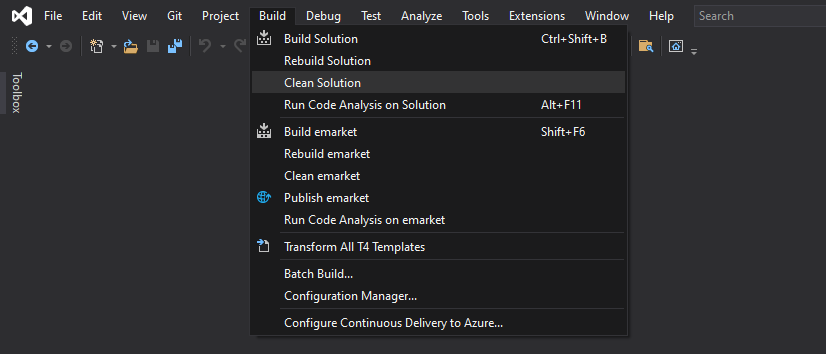 File Edit View Git Project Build Debug Test Analyze Tools Extensions Window Help Search
Toolbox
Build Solution Ctrl+Shift+B
Rebuild Solution
Clean Solution
Run Code Analysis on Solution Alt+F11
Build emarket Shift+F6
Rebuild emarket
Clean emarket
Publish emarket
Run Code Analysis on emarket
Transform All T4 Templates
Batch Build...
Configuration Manager...
Configure Continuous Delivery to Azure...